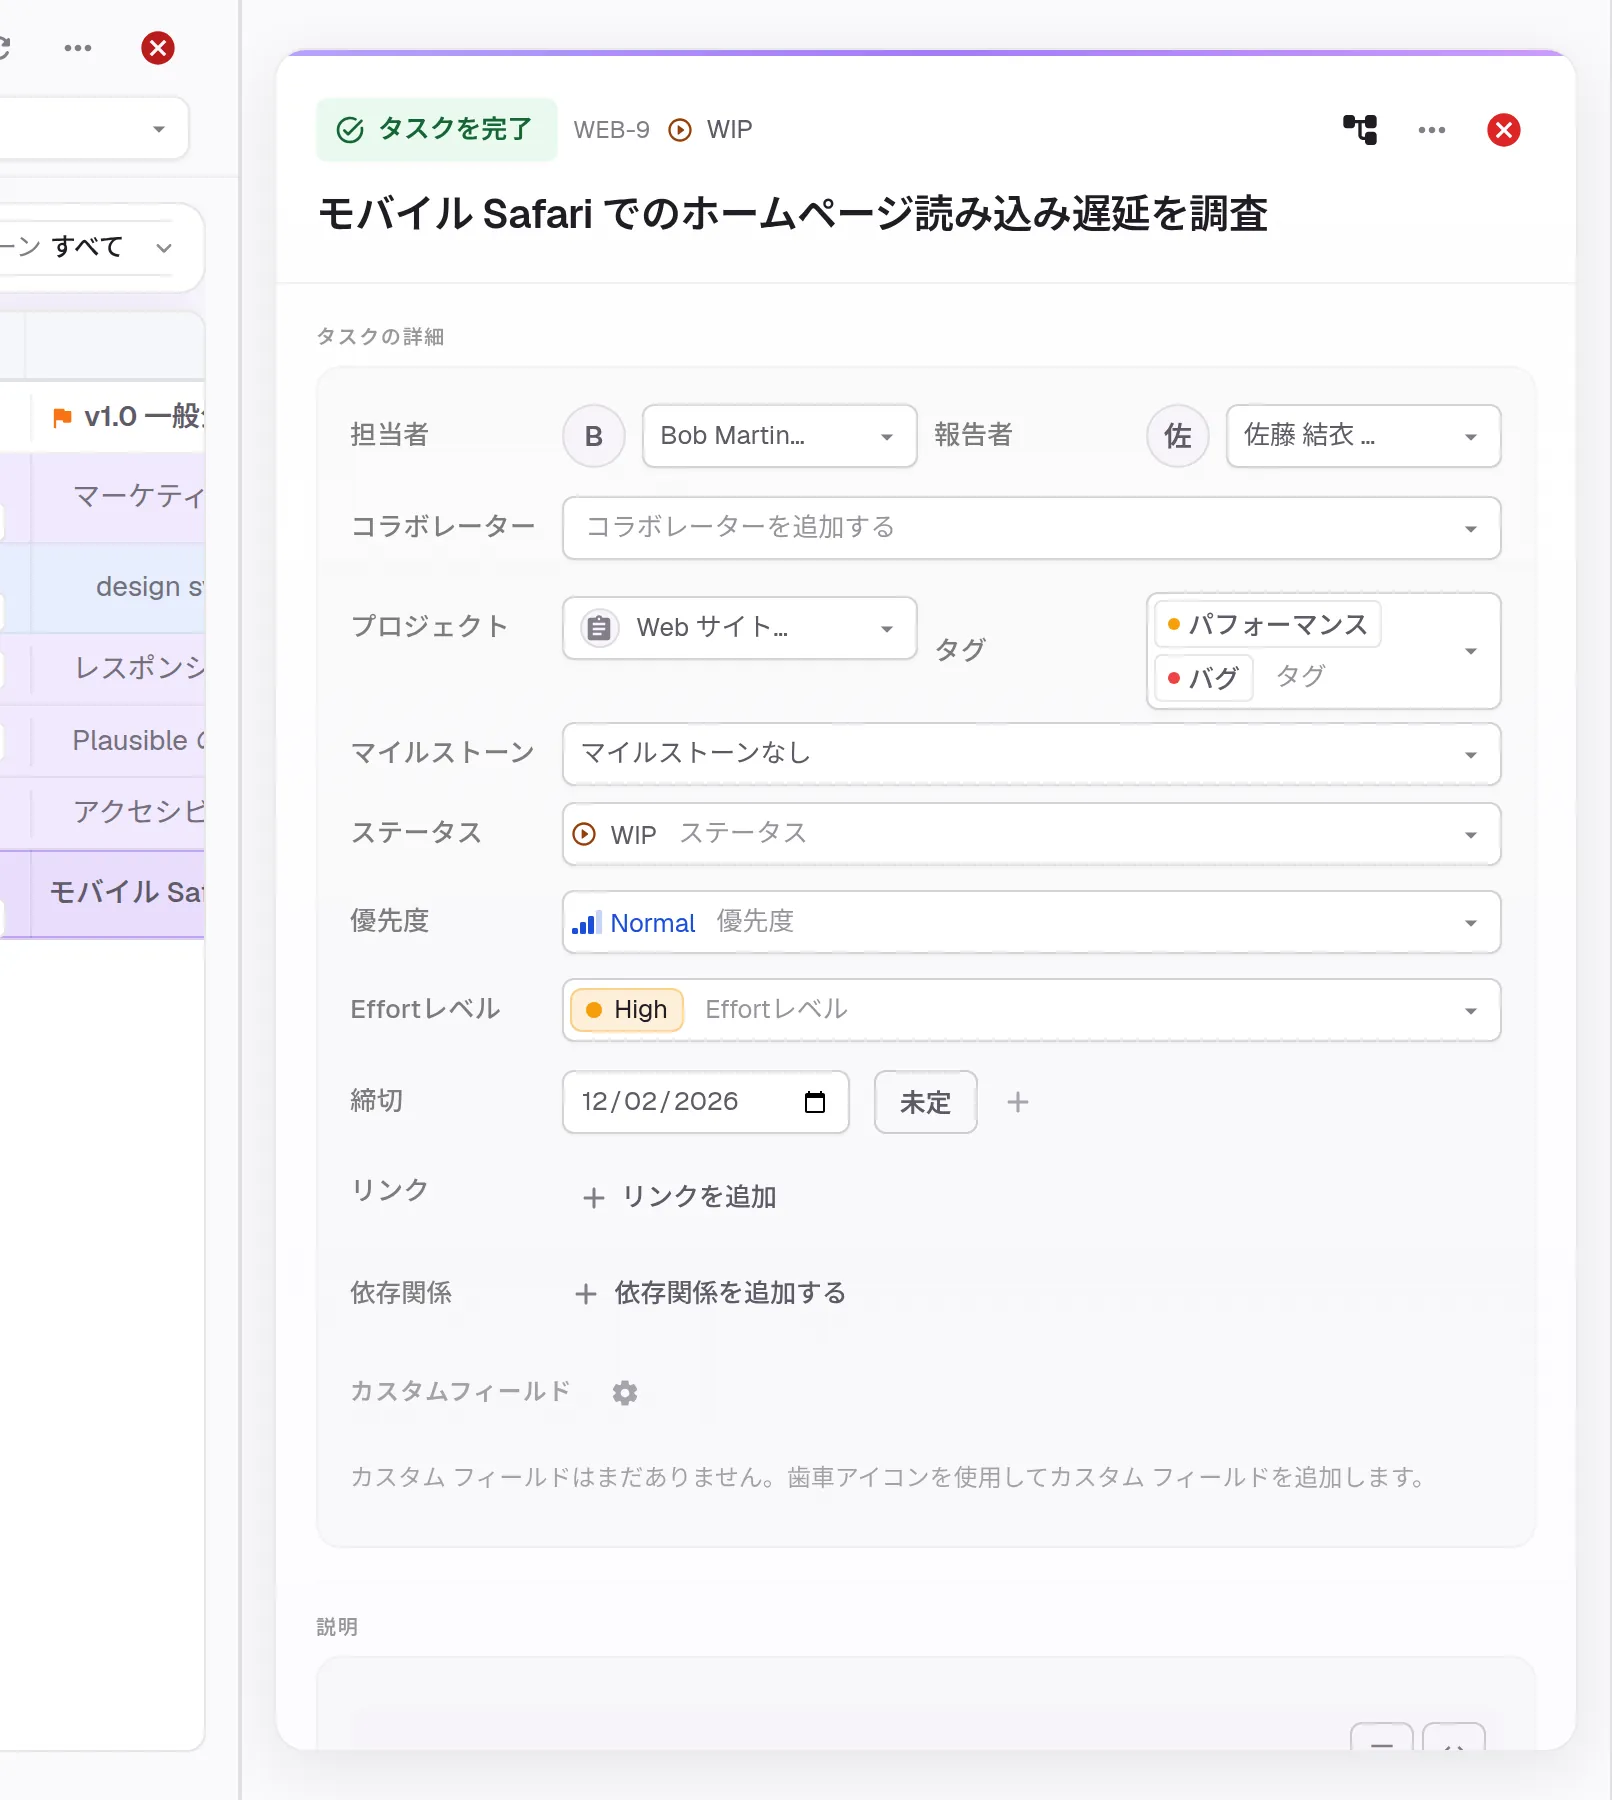 ーン すべて
v1.0 一般
マーケティ
design s
レスポンシ
Plausible
アクセシビ
モバイル Sa
タスクを完了 WEB-9 WIP
モバイル Safari でのホームページ読み込み遅延を調査
タスクの詳細
担当者 B Bob Martin... 報告者 佐 佐藤 結衣 ...
コラボレーター コラボレーターを追加する
プロジェクト Web サイト... タグ パフォーマンス
バグ タグ
マイルストーン マイルストーンなし
ステータス WIP ステータス
優先度 Normal 優先度
Effortレベル High Effortレベル
締切 12/02/2026 未定
リンク リンクを追加
依存関係 依存関係を追加する
カスタムフィールド
カスタム フィールドはまだありません。歯車アイコンを使用してカスタム フィールドを追加します。
説明